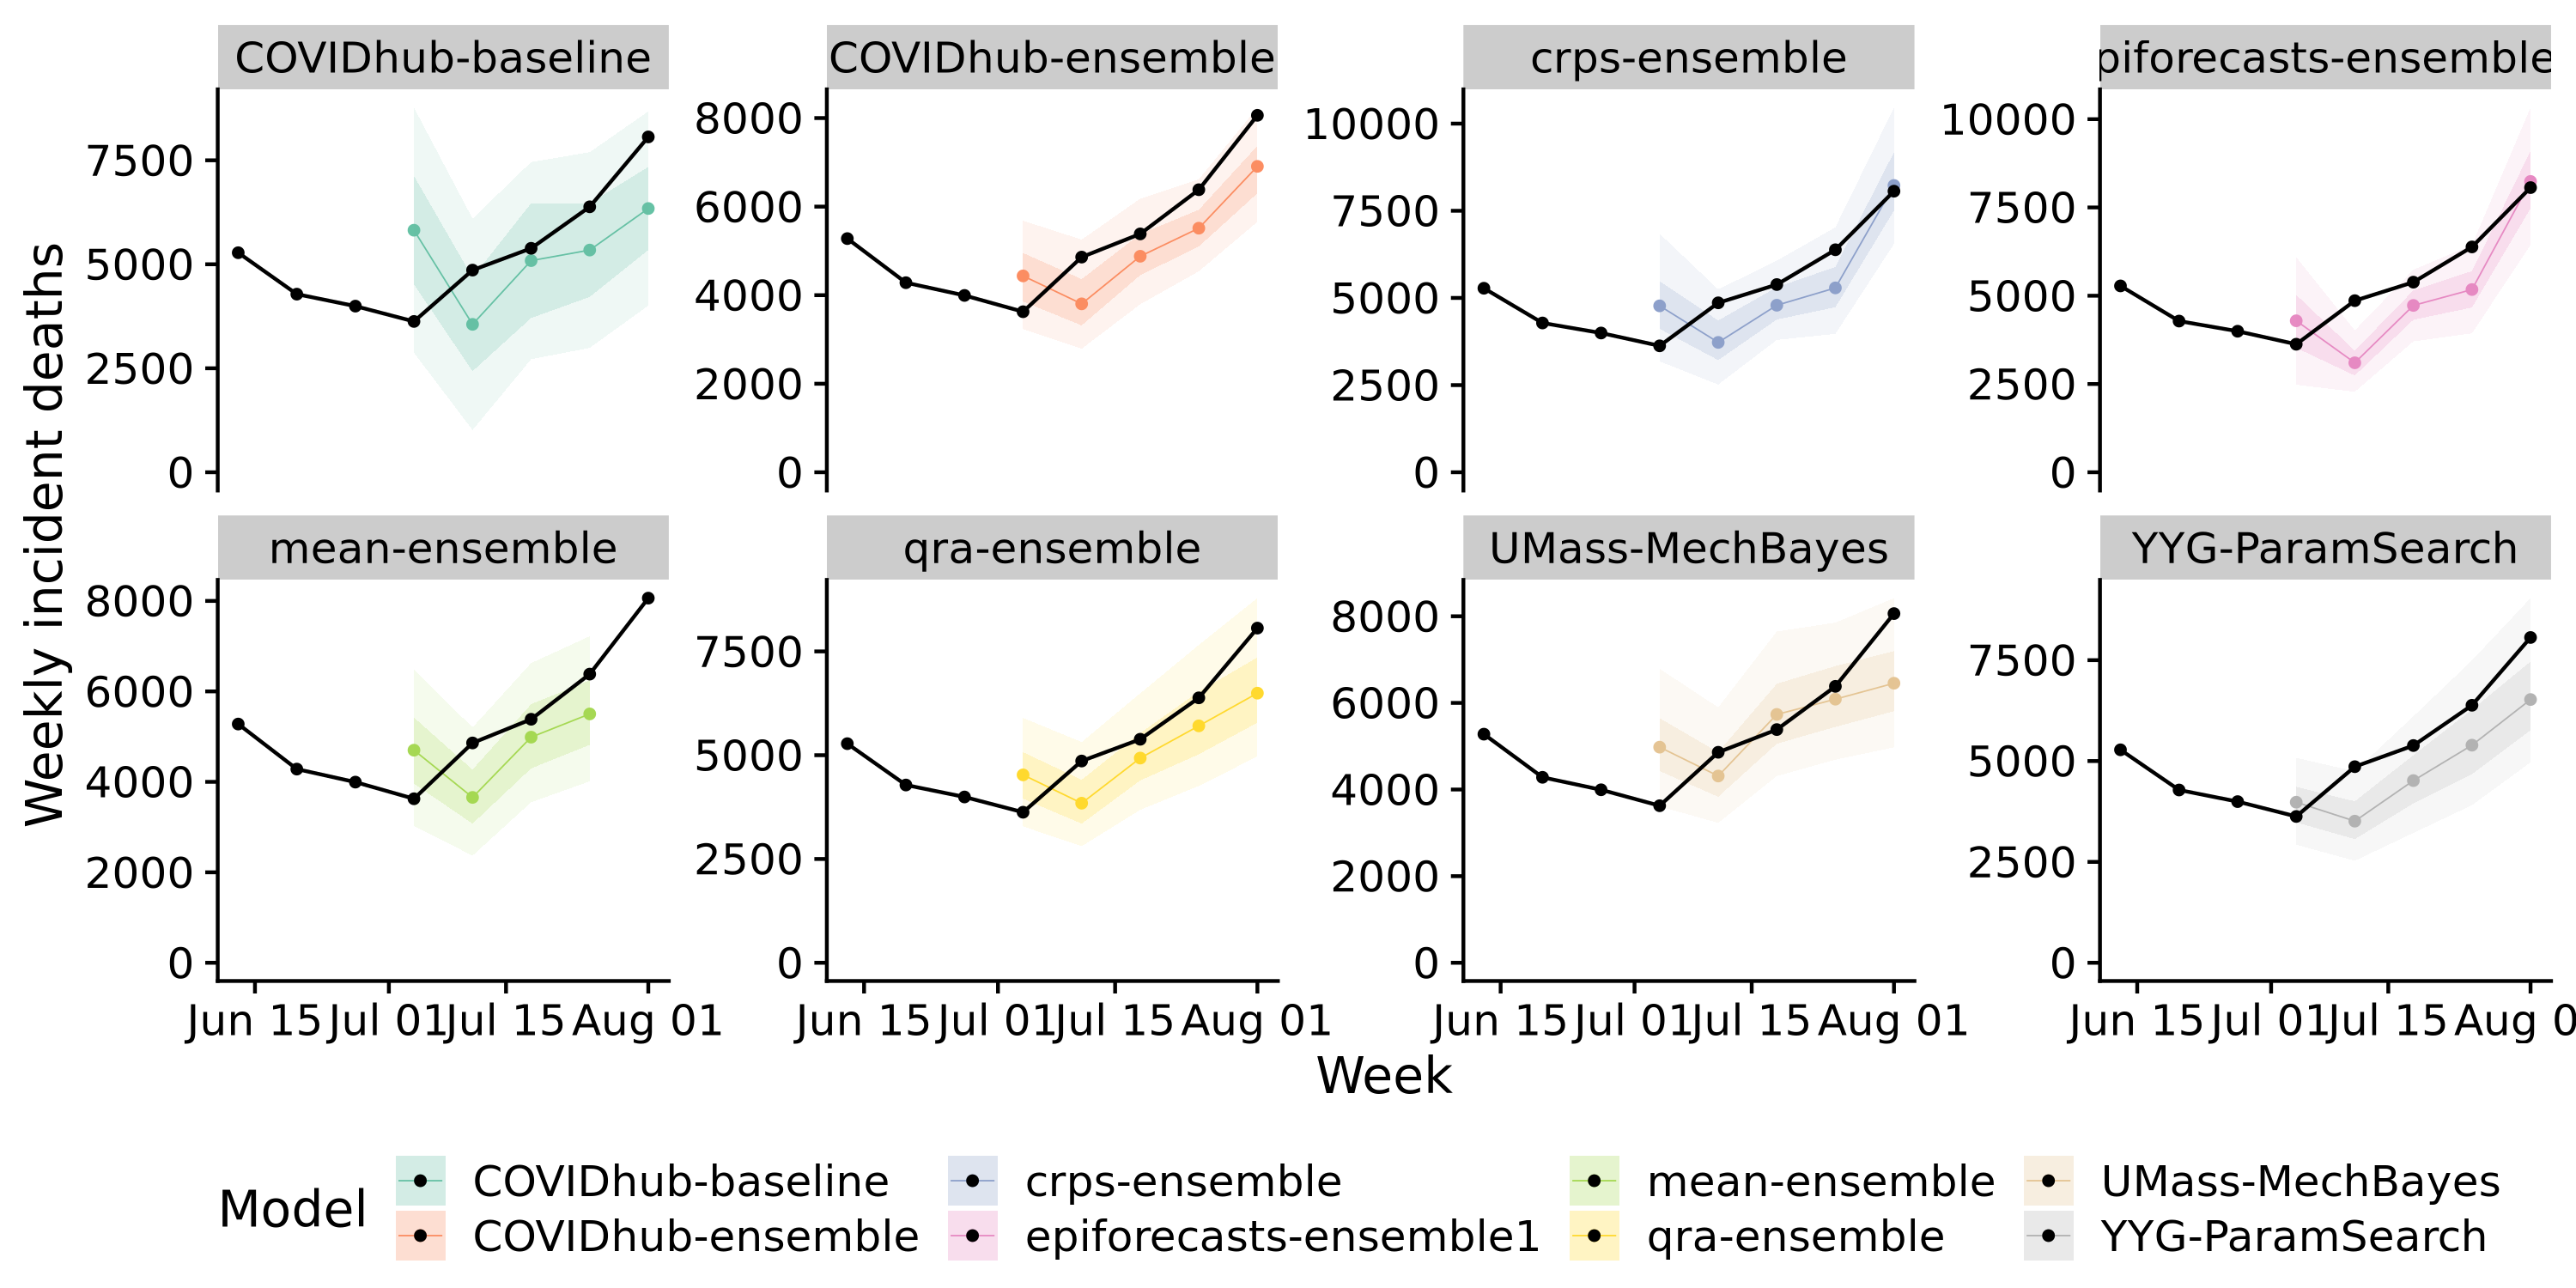 COVIDhub-baseline COVIDhub-ensemble crps-ensemble piforecasts-ensemble
7500 5000 2500 0
8000 6000 4000 2000 0
10000 7500 5000 2500 0
10000 7500 5000 2500 0
Weekly incident deaths
mean-ensemble qra-ensemble UMass-MechBayes YYG-ParamSearch
8000 6000 4000 2000 0
7500 5000 2500 0
8000 6000 4000 2000 0
7500 5000 2500 0
Jun 15 Jul 01 Jul 15 Aug 01
Jun 15 Jul 01 Jul 15 Aug 01
Jun 15 Jul 01 Jul 15 Aug 01
Jun 15 Jul 01 Jul 15 Aug 0
Week
Model
COVIDhub-baseline crps-ensemble mean-ensemble UMass-MechBayes
COVIDhub-ensemble epiforecasts-ensemble1 qra-ensemble YYG-ParamSearch